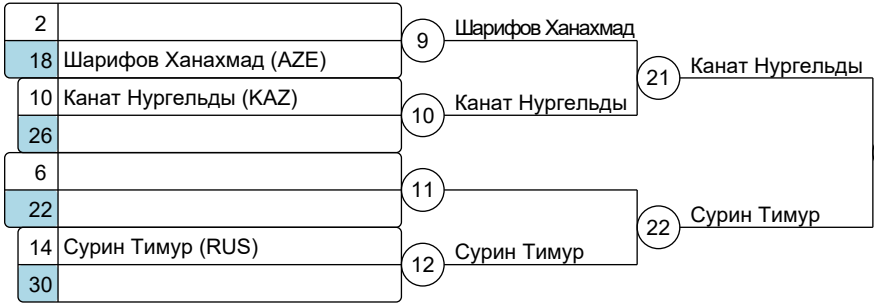 2
9
Шарифов Ханахмад
18 Шарифов Ханахмад (AZE)
21
Канат Нургельды
10 Канат Нургельды (KAZ)
10
Канат Нургельды
26
6
11
22
22
Сурин Тимур
14 Сурин Тимур (RUS)
12
Сурин Тимур
30